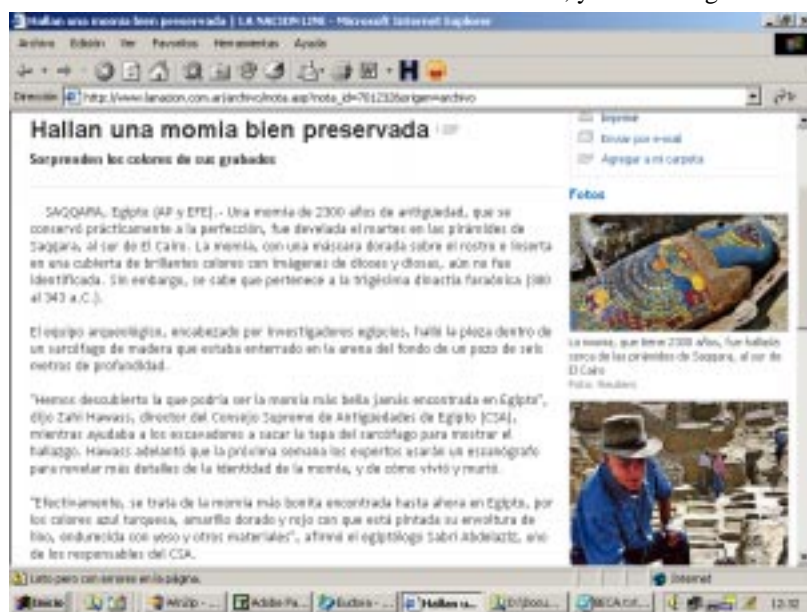 Hallan una momia bien preservada | LA NACION LINE - Microsoft Internet Explorer
Archivo Edición Ver Favoritos Herramientas Ayuda
Dirección http://www.lanacion.com.ar/archivo/nota.asp?nota_id=701232&origen=archivo
Hallan una momia bien preservada
Sorprenden los colores de sus grabados
SAQQARA, Egipto (AP y EFE).- Una momia de 2300 años de antigüedad, que se
conservó prácticamente a la perfección, fue develada el martes en las pirámides de
Saqqara, al sur de El Cairo. La momia, con una máscara dorada sobre el rostro e inserta
en una cubierta de brillantes colores con imágenes de dioses y diosas, aún no fue
identificada. Sin embargo, se sabe que pertenece a la trigésima dinastía faraónica (380
al 343 a.C.).
El equipo arqueológico, encabezado por investigadores egipcios, halló la pieza dentro de
un sarcófago de madera que estaba enterrado en la arena del fondo de un pozo de seis
metros de profundidad.
"Hemos descubierto la que podría ser la momia más bella jamás encontrada en Egipto",
dijo Zahi Hawass, director del Consejo Supremo de Antigüedades de Egipto (CSA),
mientras ayudaba a los excavadores a sacar la tapa del sarcófago para mostrar el
hallazgo. Hawass adelantó que la próxima semana los expertos usarán un escanógrafo
para revelar más detalles de la identidad de la momia, y de cómo vivió y murió.
"Efectivamente, se trata de la momia más bonita encontrada hasta ahora en Egipto, por
los colores azul turquesa, amarillo dorado y rojo con que está pintada su envoltura de
lino, endurecida con yeso y otros materiales", afirmó el egiptólogo Sabri Abdelaziz, uno
de los responsables del CSA.
Imprimir
Enviar por e-mail
Agregar a mi carpeta
Fotos
La momia, que tiene 2300 años, fue hallada
cerca de las pirámides de Saqqara, al sur de
El Cairo
Foto: Reuters
Listo pero con errores en la página.
Internet
Inicio WinZip - ... Adobe Pa... Eudora - ... Hallan u... D:\Docu... BECA.txt... 12:32